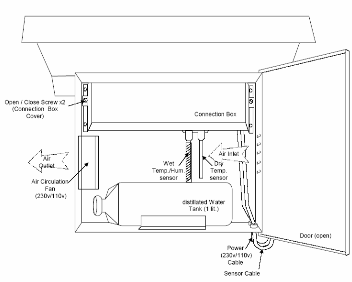 Open / Close Screw x2
(Connection Box
Cover)
Connection Box
Air
Outlet
Air Inlet
Wet
Temp./Hum.
sensor
Dry
Temp.
sensor
Air Circulation
Fan
(230v/110v)
distillated Water
Tank (1 lit.)
Door (open)
Power
(230v/110v)
Cable
Sensor Cable